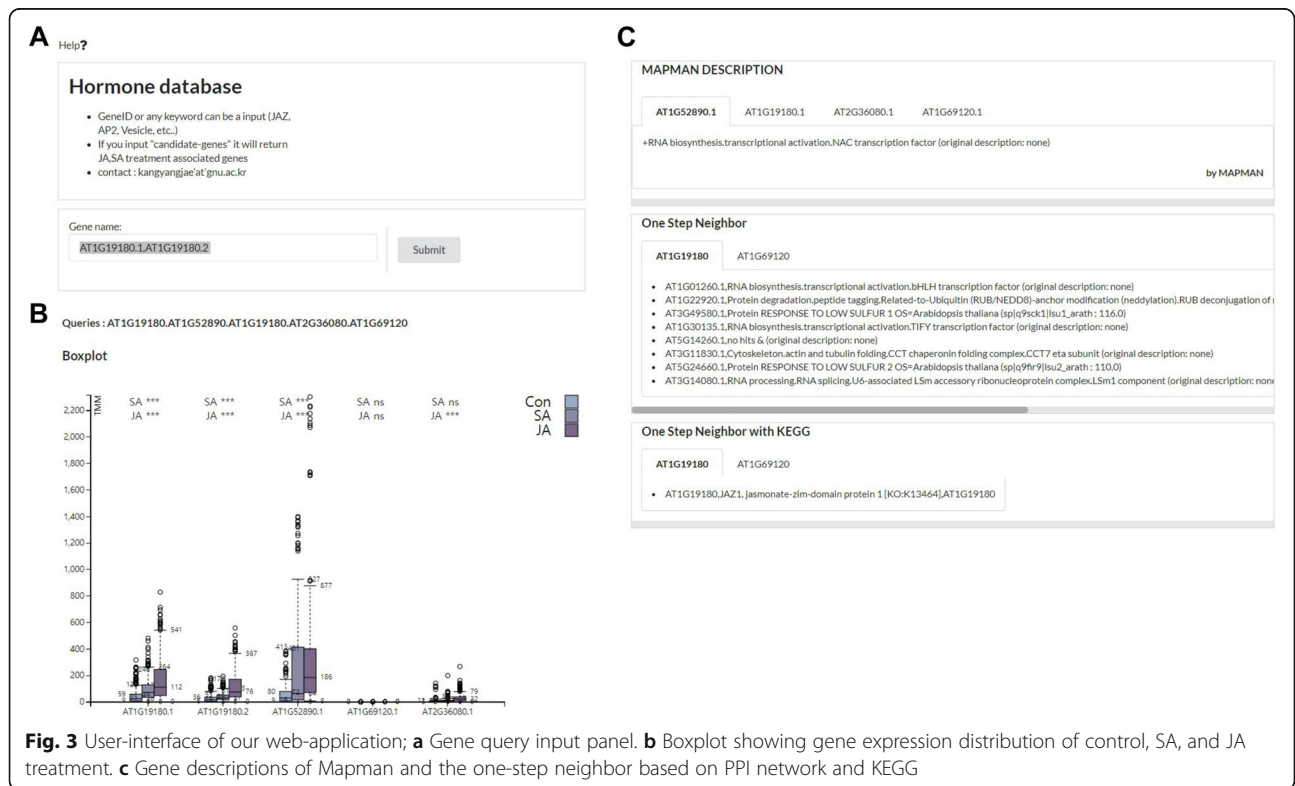 A
Help?
Hormone database
• GeneID or any keyword can be a input (JAZ,
AP2, Vesicle, etc..)
• If you input "candidate-genes" it will return
JA,SA treatment associated genes
• contact : kangyangjae'at'gnu.ac.kr
Gene name:
AT1G19180.1,AT1G19180.2
Submit
B
Queries : AT1G19180.AT1G52890.AT1G19180.AT2G36080.AT1G69120
Boxplot
TMM
SA *** SA *** SA *** SA ns SA ns
JA *** JA *** JA *** JA ns JA ***
Con
SA
JA
2,200
2,000
1,800
1,600
1,400
1,200
1,000
800
600
400
200
0
541
112
59
367
76
36
877
186
80
413
79
AT1G19180.1 AT1G19180.2 AT1G52890.1 AT1G69120.1 AT2G36080.1
C
MAPMAN DESCRIPTION
AT1G52890.1 AT1G19180.1 AT2G36080.1 AT1G69120.1
+RNA biosynthesis.transcriptional activation.NAC transcription factor (original description: none)
by MAPMAN
One Step Neighbor
AT1G19180 AT1G69120
• AT1G01260.1,RNA biosynthesis.transcriptional activation.bHLH transcription factor (original description: none)
• AT1G22920.1,Protein degradation.peptide tagging.Related-to-Ubiquitin (RUB/NEDD8)-anchor modification (neddylation).RUB deconjugation of
• AT3G49580.1,Protein RESPONSE TO LOW SULFUR 1 OS=Arabidopsis thaliana (sp|q9sck1|lsu1_arath : 116.0)
• AT1G30135.1,RNA biosynthesis.transcriptional activation.TIFY transcription factor (original description: none)
• AT5G14260.1,no hits & (original description: none)
• AT3G11830.1,Cytoskeleton.actin and tubulin folding.CCT chaperonin folding complex.CCT7 eta subunit (original description: none)
• AT5G24660.1,Protein RESPONSE TO LOW SULFUR 2 OS=Arabidopsis thaliana (sp|q9fir9|lsu2_arath : 110.0)
• AT3G14080.1,RNA processing.RNA splicing.U6-associated LSm accessory ribonucleoprotein complex.LSm1 component (original description: none
One Step Neighbor with KEGG
AT1G19180 AT1G69120
• AT1G19180,JAZ1, jasmonate-zim-domain protein 1 [KO:K13464],AT1G19180
Fig. 3 User-interface of our web-application; a Gene query input panel. b Boxplot showing gene expression distribution of control, SA, and JA
treatment. c Gene descriptions of Mapman and the one-step neighbor based on PPI network and KEGG